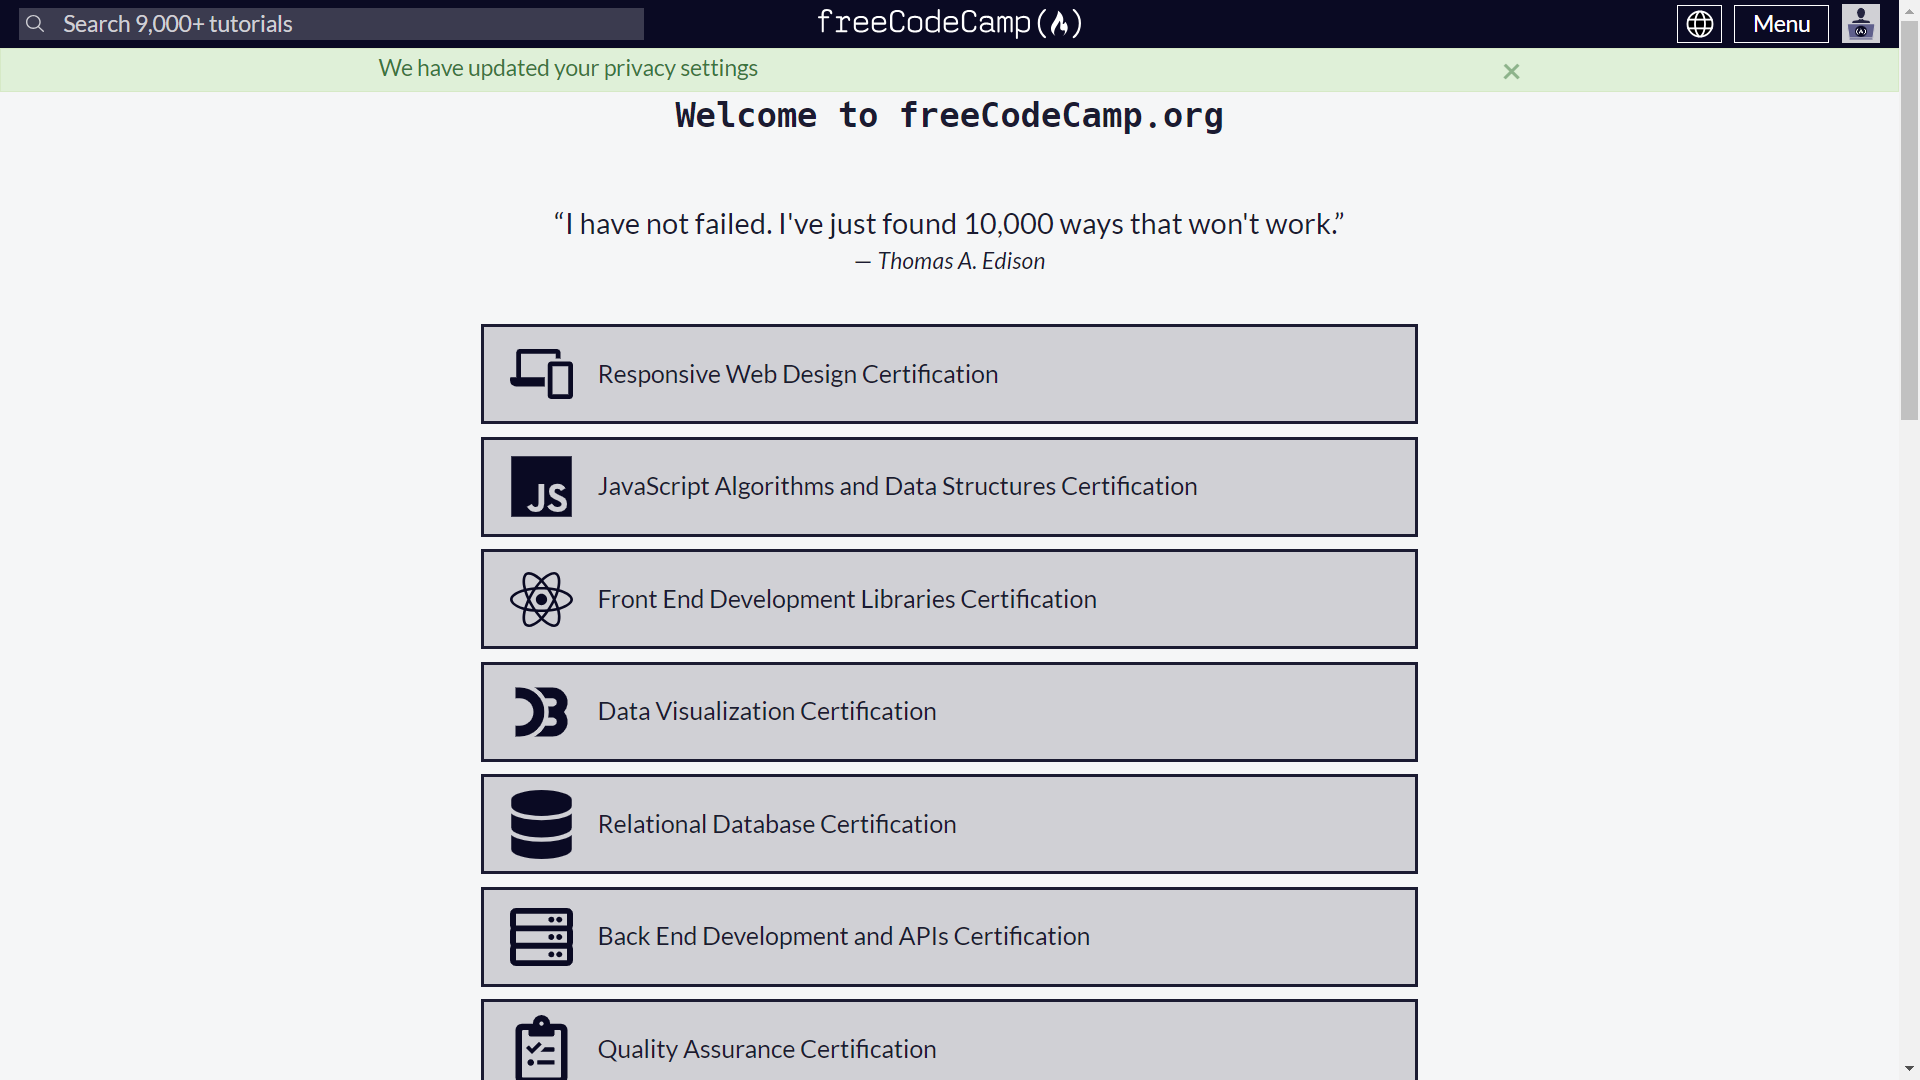 Search 9,000+ tutorials
freeCodeCamp(🔥)
Menu
We have updated your privacy settings
×
Welcome to freeCodeCamp.org
“I have not failed. I've just found 10,000 ways that won't work.”
— Thomas A. Edison
Responsive Web Design Certification
JS
JavaScript Algorithms and Data Structures Certification
Front End Development Libraries Certification
Data Visualization Certification
Relational Database Certification
Back End Development and APIs Certification
Quality Assurance Certification